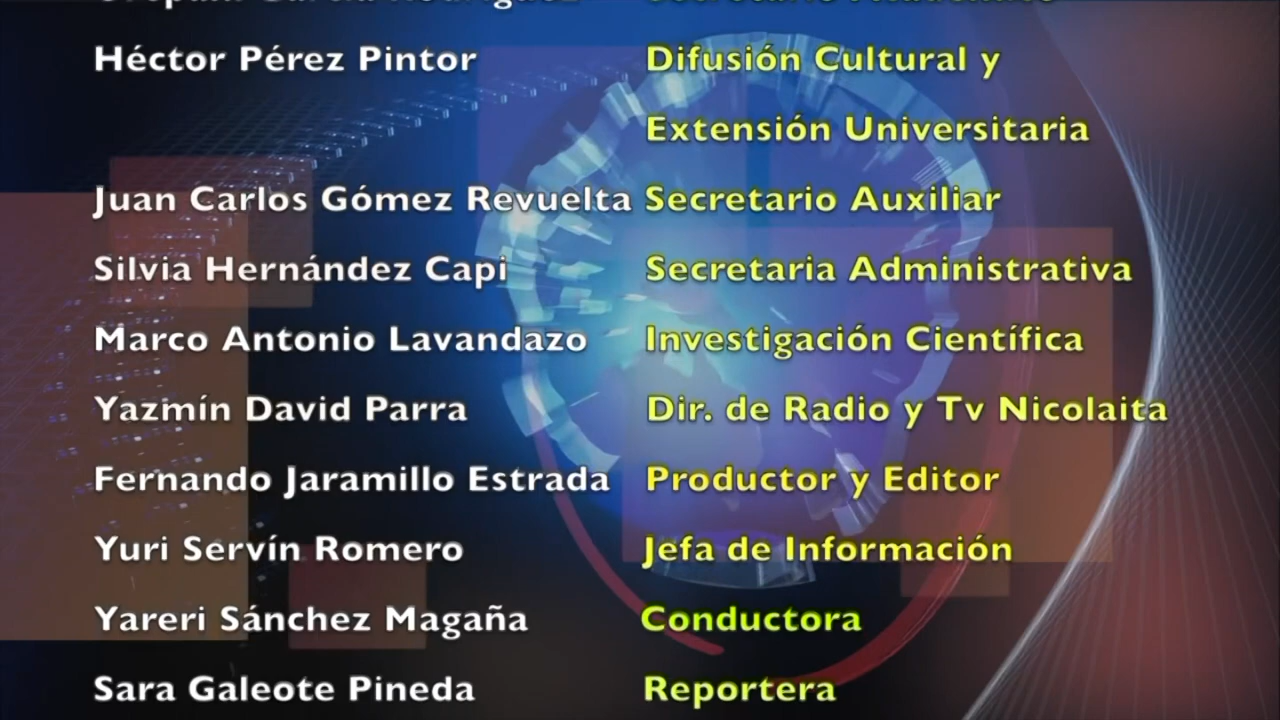 Héctor Pérez Pintor Difusión Cultural y
Extensión Universitaria
Juan Carlos Gómez Revuelta Secretario Auxiliar
Silvia Hernández Capi Secretaria Administrativa
Marco Antonio Lavandazo Investigación Científica
Yazmín David Parra Dir. de Radio y Tv Nicolaita
Fernando Jaramillo Estrada Productor y Editor
Yuri Servín Romero Jefa de Información
Yareri Sánchez Magaña Conductora
Sara Galeote Pineda Reportera